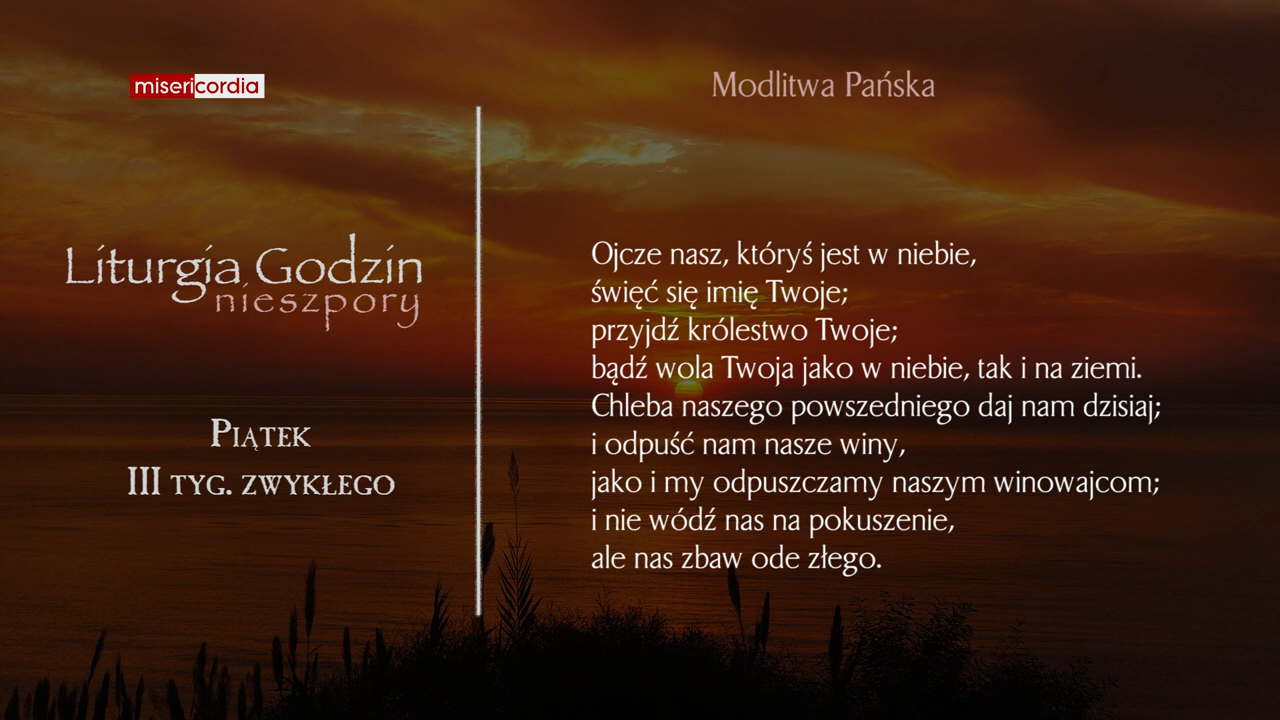 misericordia
Liturgia Godzin
nieszpory
Piątek
III tyg. zwykłego
Modlitwa Pańska
Ojcze nasz, któryś jest w niebie,
święć się imię Twoje;
przyjdź królestwo Twoje;
bądź wola Twoja jako w niebie, tak i na ziemi.
Chleba naszego powszedniego daj nam dzisiaj;
i odpuść nam nasze winy,
jako i my odpuszczamy naszym winowajcom;
i nie wódź nas na pokuszenie,
ale nas zbaw ode złego.